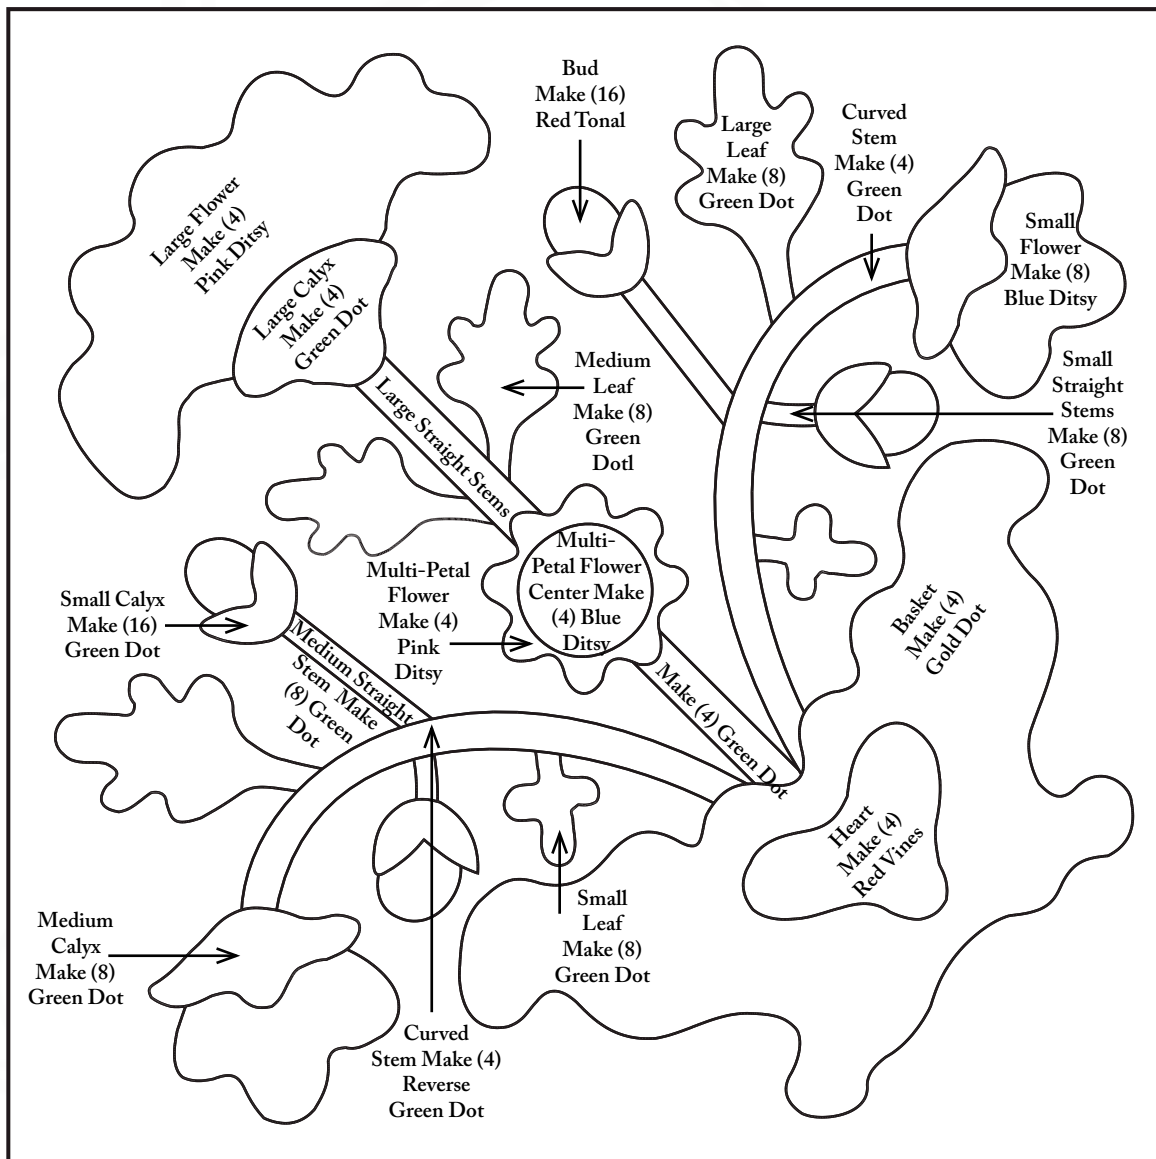 Bud
Make (16)
Red Tonal
Large
Leaf
Make (8)
Green Dot
Curved
Stem
Make (4)
Green
Dot
Large Flower
Make (4)
Pink Ditsy
Small
Flower
Make (8)
Blue Ditsy
Large Calyx
Make (4)
Green Dot
Medium
Leaf
Make (8)
Green
Dotl
Small
Straight
Stems
Make (8)
Green
Dot
Large Straight Stems
Multi-
Petal Flower
Center Make
(4) Blue
Ditsy
Multi-Petal
Flower
Make (4)
Pink
Ditsy
Small Calyx
Make (16)
Green Dot
Basket
Make (4)
Gold Dot
Medium Straight
Stem Make
(8) Green
Dot
Make (4) Green Dot
Heart
Make (4)
Red Vines
Small
Leaf
Make (8)
Green Dot
Medium
Calyx
Make (8)
Green Dot
Curved
Stem Make (4)
Reverse
Green Dot